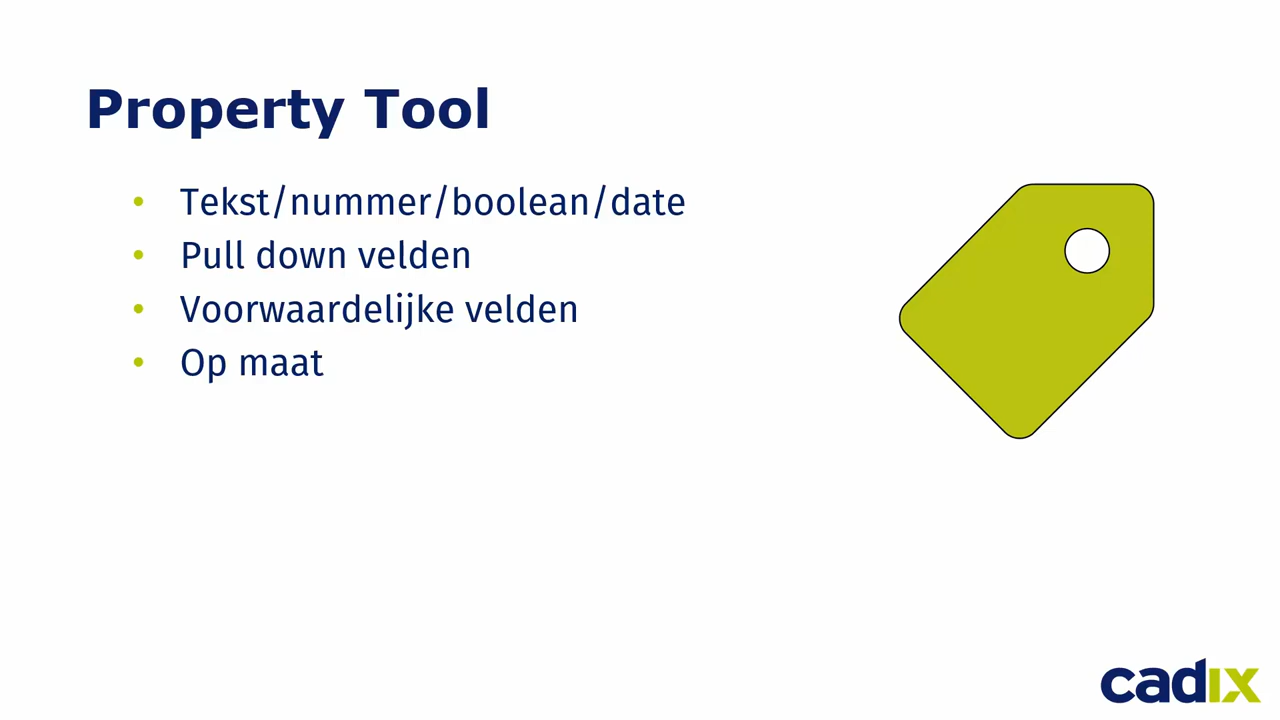 Property Tool
• Tekst/nummer/boolean/date
• Pull down velden
• Voorwaardelijke velden
• Op maat
cadix